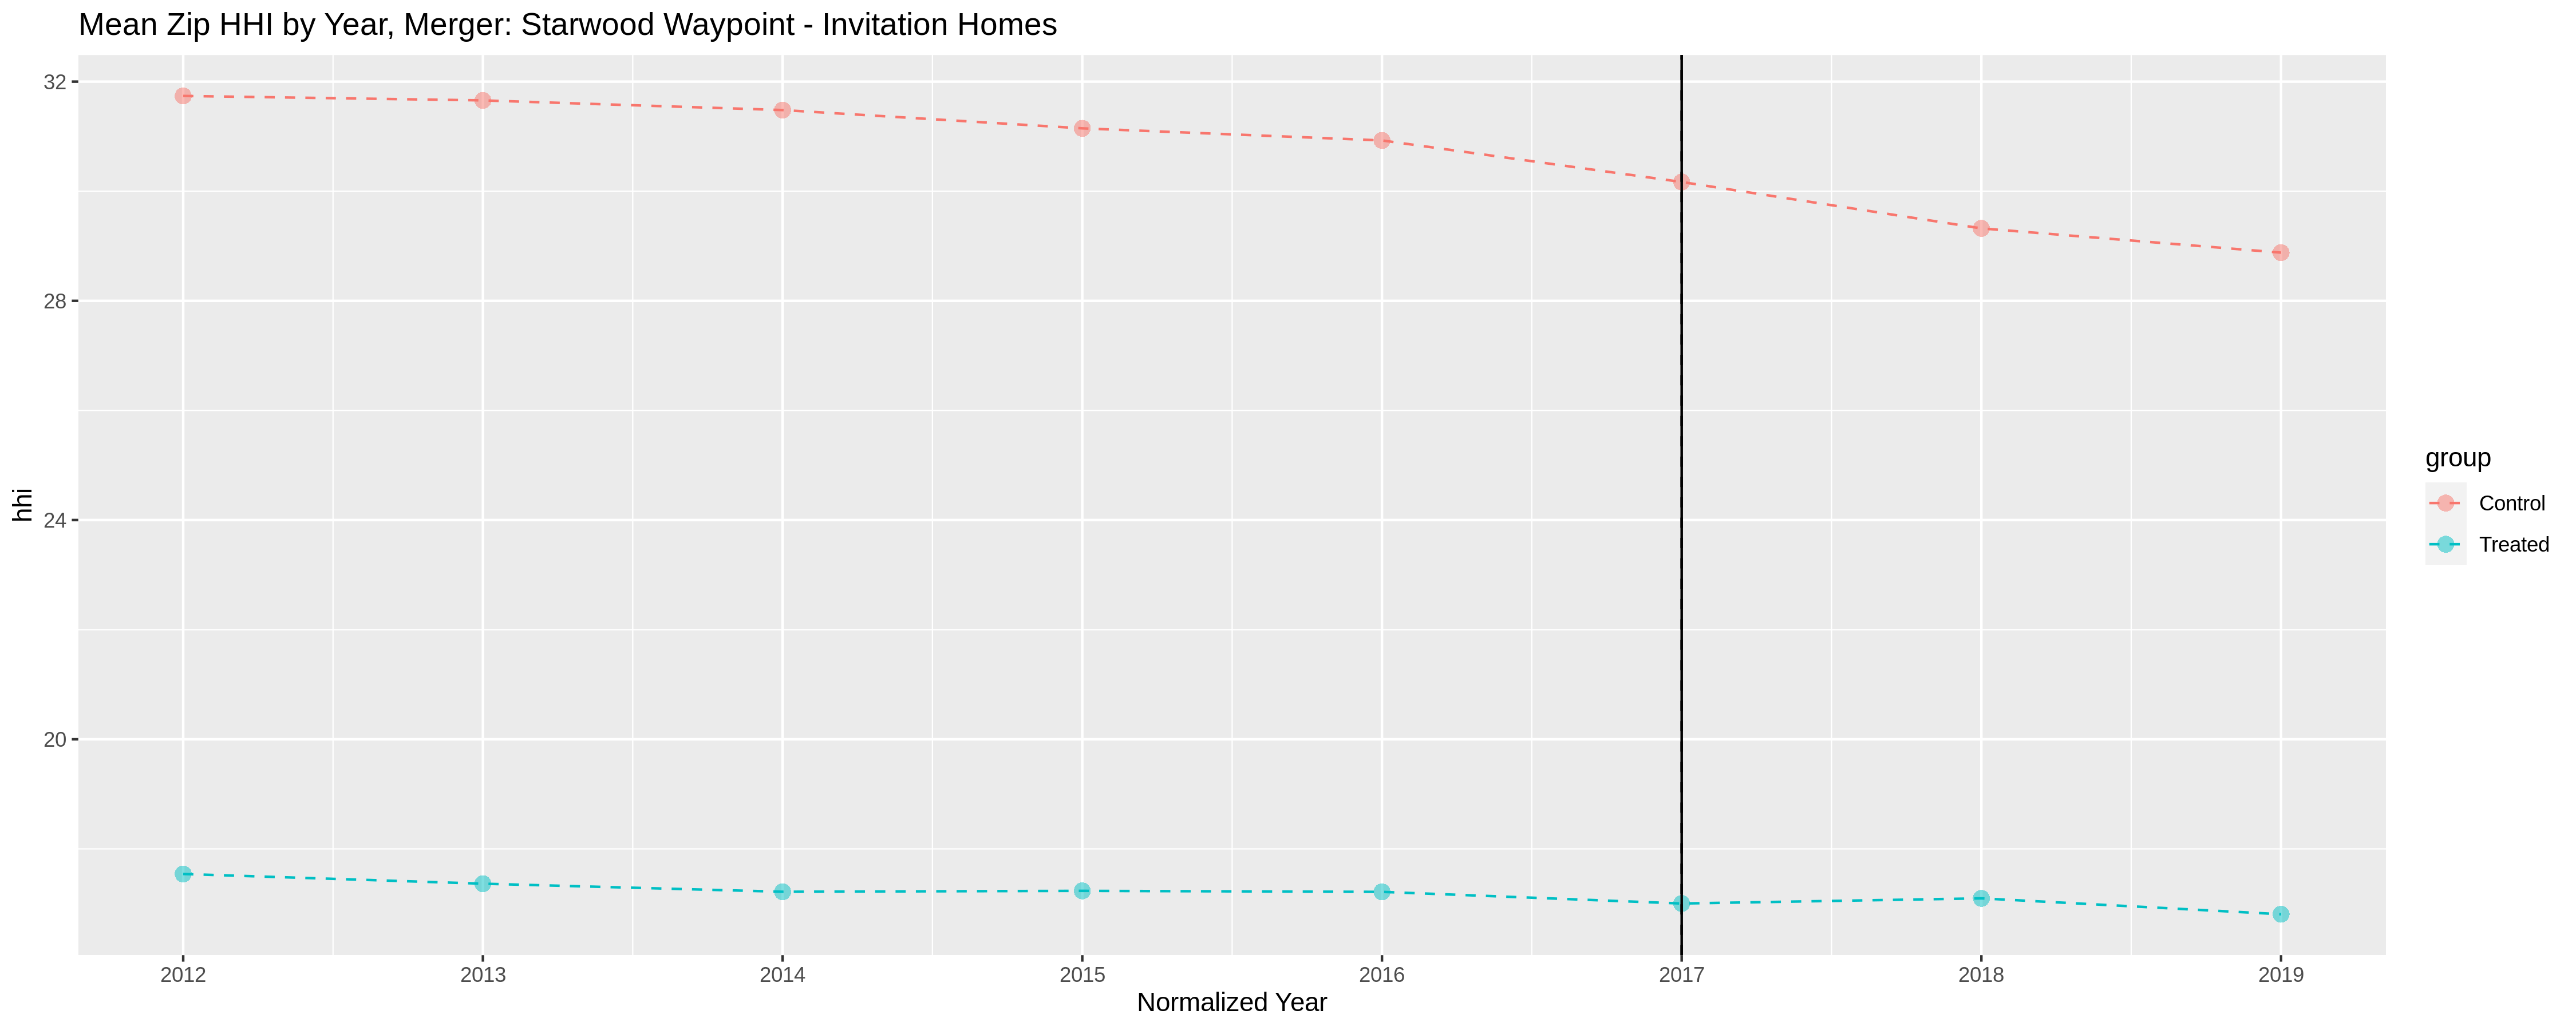 Mean Zip HHI by Year, Merger: Starwood Waypoint - Invitation Homes
32
28
24
20
hhi
2012 2013 2014 2015 2016 2017 2018 2019
Normalized Year
group
Control
Treated